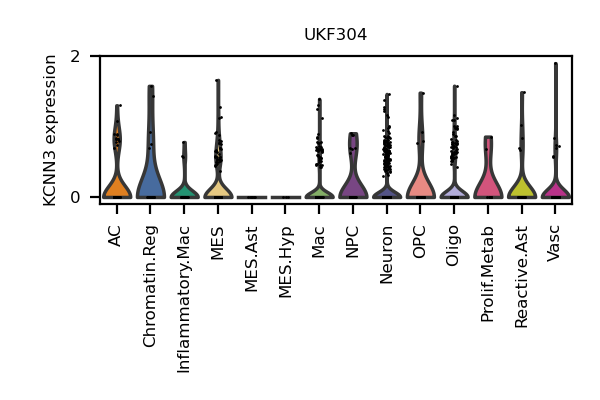 UKF304
KCNN3 expression
2
0
AC
Chromatin.Reg
Inflammatory.Mac
MES
MES.Ast
MES.Hyp
Mac
NPC
Neuron
OPC
Oligo
Prolif.Metab
Reactive.Ast
Vasc